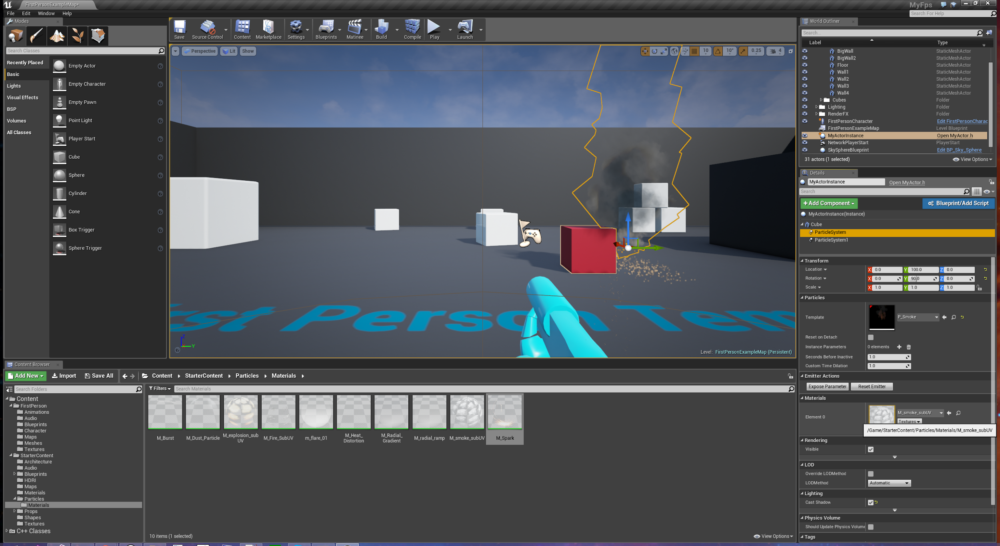 FirstPersonExampleMap*
MyFps
File Edit Window Help
Search For Help
Modes
Search Classes
Recently Placed
Basic
Lights
Visual Effects
BSP
Volumes
All Classes
Empty Actor
Empty Character
Empty Pawn
Point Light
Player Start
Cube
Sphere
Cylinder
Cone
Box Trigger
Sphere Trigger
Save Source Control Content Marketplace Settings Blueprints Matinee Build Compile Play Launch
Perspective Lit Show
10 10° 0.25 4
rst Person Tem
Z
Y
Level: FirstPersonExampleMap (Persistent)
World Outliner
Search...
Label Type
BigWall StaticMeshActor
BigWall2 StaticMeshActor
Floor StaticMeshActor
Wall1 StaticMeshActor
Wall2 StaticMeshActor
Wall3 StaticMeshActor
Wall4 StaticMeshActor
Cubes Folder
Lighting Folder
RenderFX Folder
FirstPersonCharacter Edit FirstPersonCharac
FirstPersonExampleMap Level Blueprint
MyActorInstance Open MyActor.h
NetworkPlayerStart PlayerStart
SkySphereBlueprint Edit BP_Sky_Sphere
31 actors (1 selected) View Options
Details
MyActorInstance Open MyActor.h
Search
+Add Component Blueprint/Add Script
MyActorInstance(Instance)
Cube
ParticleSystem
ParticleSystem1
Transform
Location X 0.0 Y 100.0 Z 0.0
Rotation X 0.0 Y 90.0 Z 0.0
Scale X 1.0 Y 1.0 Z 1.0
Particles
Template P_Smoke
Reset on Detach
Instance Parameters 0 elements
Seconds Before Inactive 1.0
Custom Time Dilation 1.0
Emitter Actions
Expose Parameter Reset Emitter
Materials
Element 0 M_smoke_subUV
Textures
/Game/StarterContent/Particles/Materials/M_smoke_subUV
Rendering
Visible
LOD
Override LODMethod
LODMethod Automatic
Lighting
Cast Shadow
Physics Volume
Should Update Physics Volume
Tags
Content Browser
Add New Import Save All Content StarterContent Particles Materials
Search Folders
Filters Search Materials
Content
FirstPerson
Animations
Audio
Blueprints
Character
Maps
Meshes
Textures
StarterContent
Architecture
Audio
Blueprints
HDRI
Maps
Materials
Particles
Materials
Props
Shapes
Textures
C++ Classes
M_Burst
M_Dust_Particle
M_explosion_sub
UV
M_Fire_SubUV
m_flare_01
M_Heat_
Distortion
M_Radial_
Gradient
M_radial_ramp
M_smoke_subUV
M_Spark
10 items (1 selected) View Options